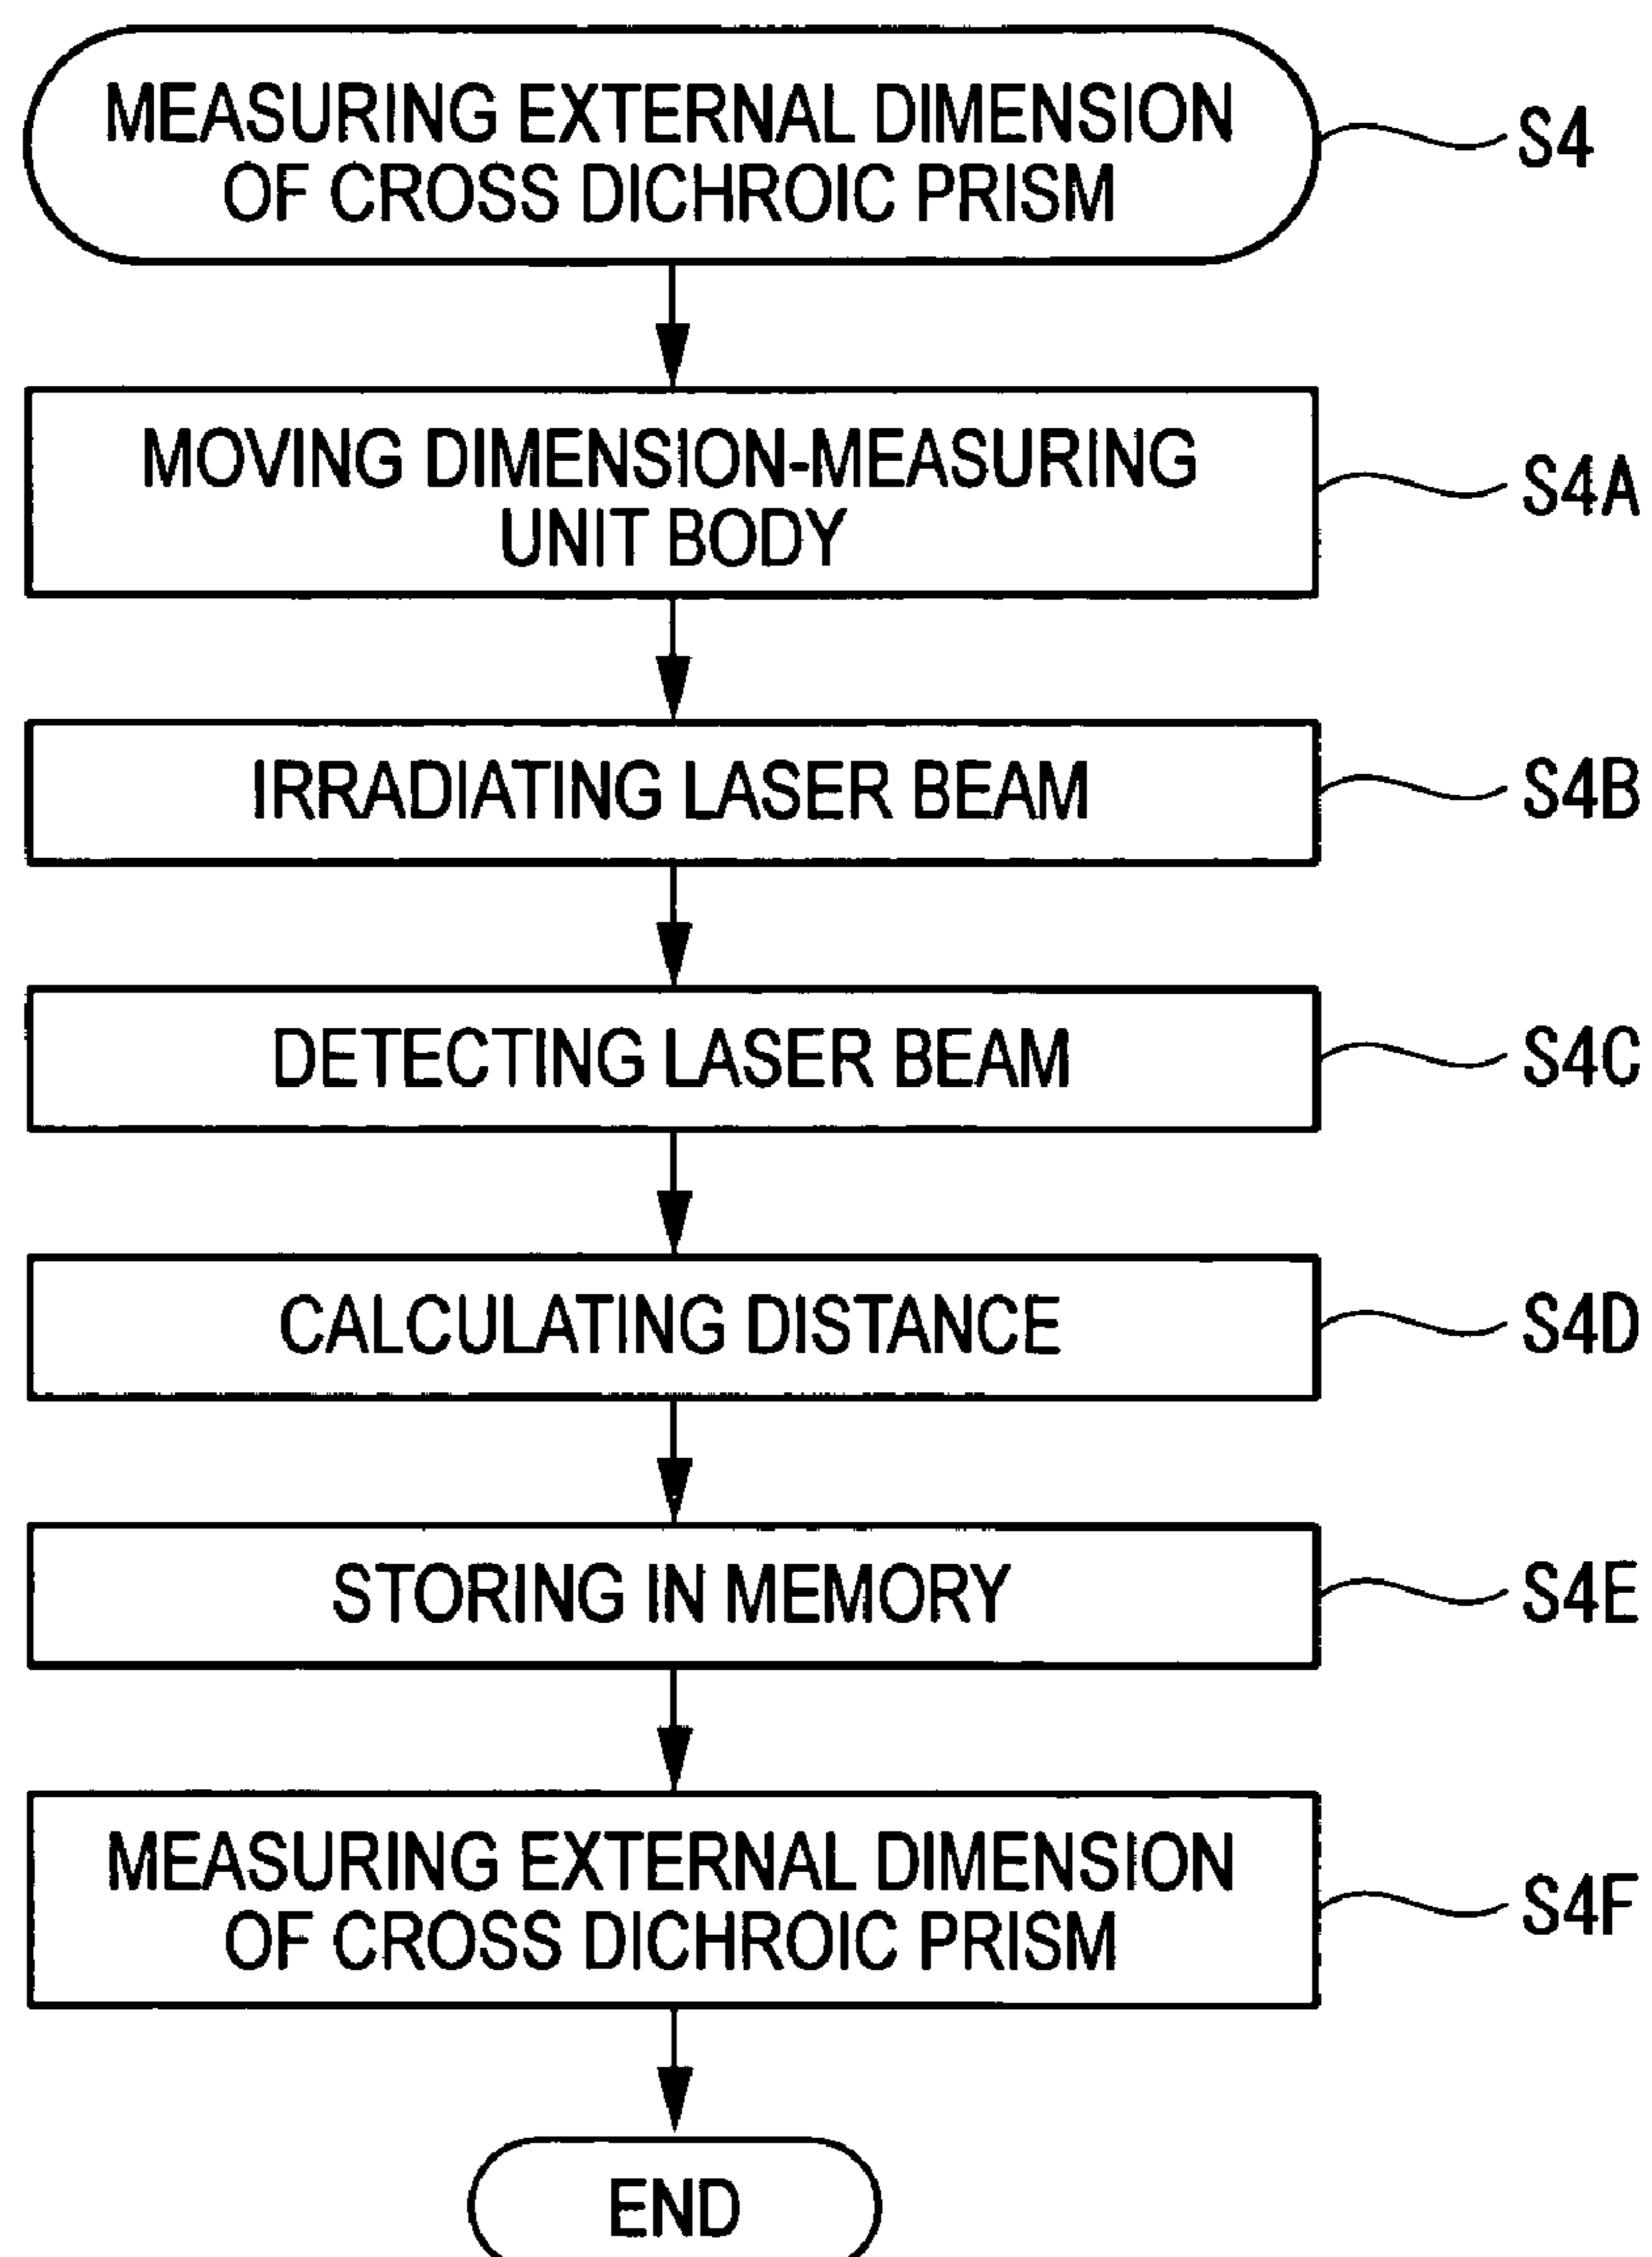 MEASURING EXTERNAL DIMENSION
OF CROSS DICHROIC PRISM
S4
MOVING DIMENSION-MEASURING
UNIT BODY
S4A
IRRADIATING LASER BEAM
S4B
DETECTING LASER BEAM
S4C
CALCULATING DISTANCE
S4D
STORING IN MEMORY
S4E
MEASURING EXTERNAL DIMENSION
OF CROSS DICHROIC PRISM
S4F
END